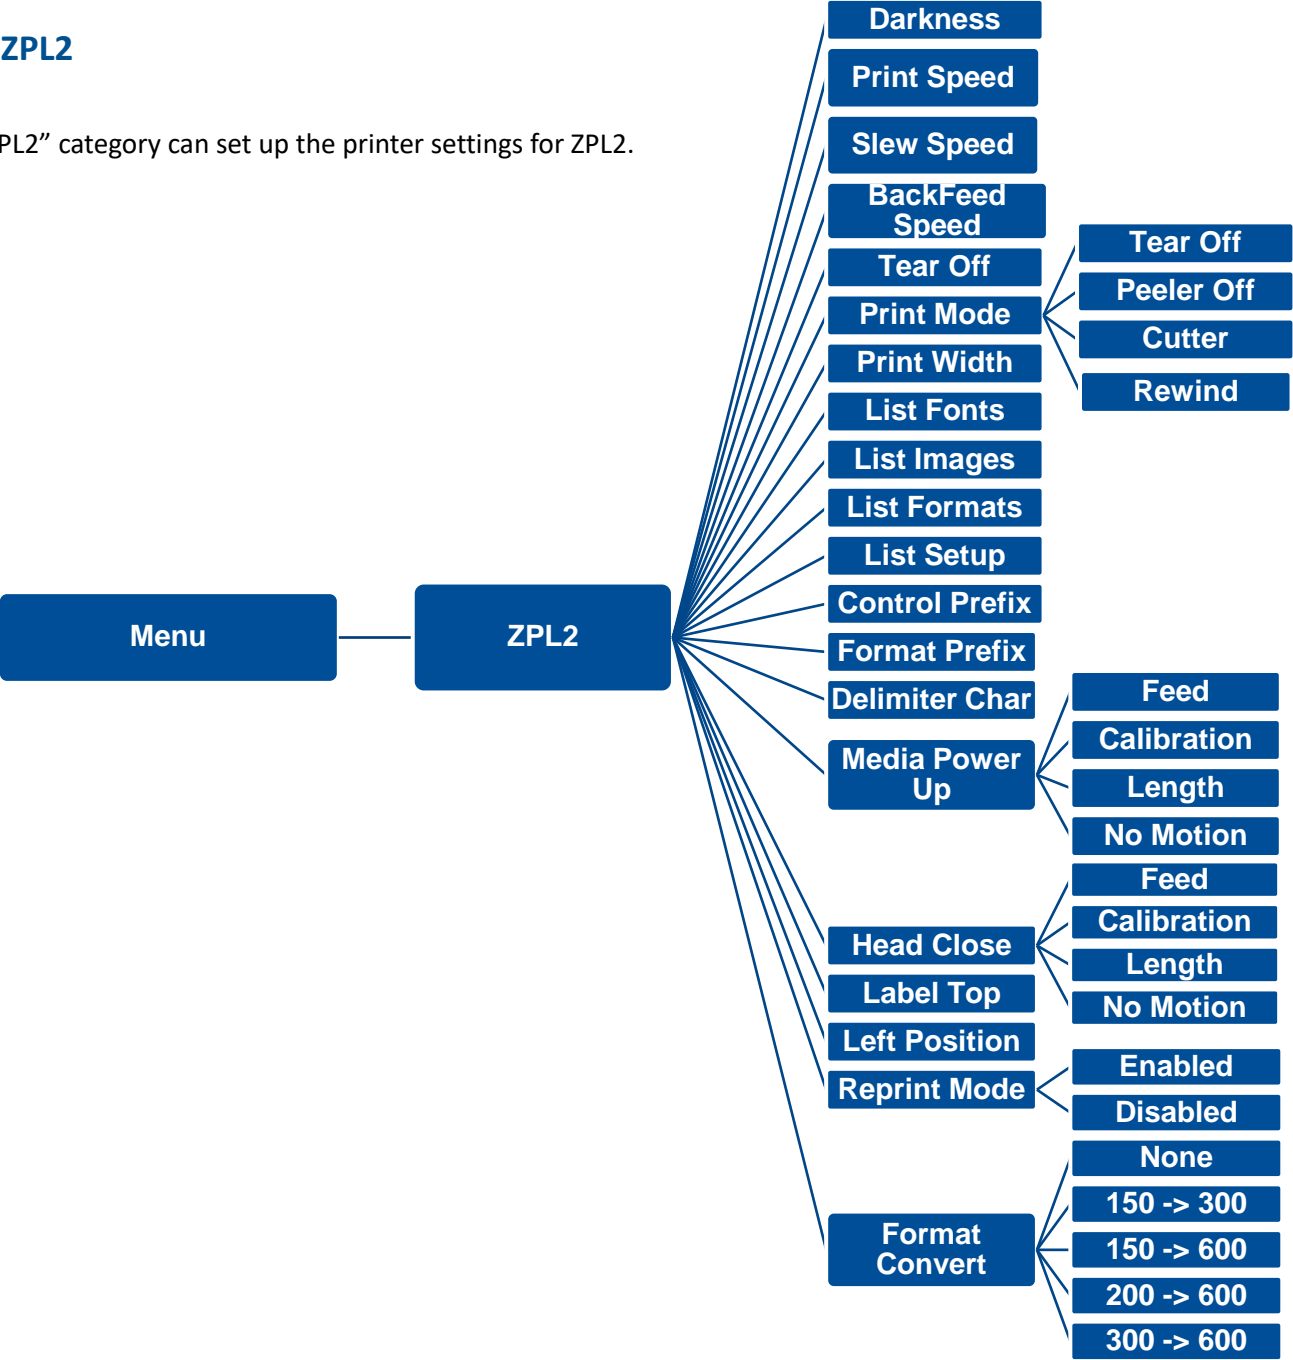 ZPL2
PL2” category can set up the printer settings for ZPL2.
Menu
ZPL2
Darkness
Print Speed
Slew Speed
BackFeed
Speed
Tear Off
Print Mode
Tear Off
Peeler Off
Cutter
Rewind
Print Width
List Fonts
List Images
List Formats
List Setup
Control Prefix
Format Prefix
Delimiter Char
Media Power
Up
Feed
Calibration
Length
No Motion
Head Close
Feed
Calibration
Length
No Motion
Label Top
Left Position
Reprint Mode
Enabled
Disabled
Format
Convert
None
150 -> 300
150 -> 600
200 -> 600
300 -> 600